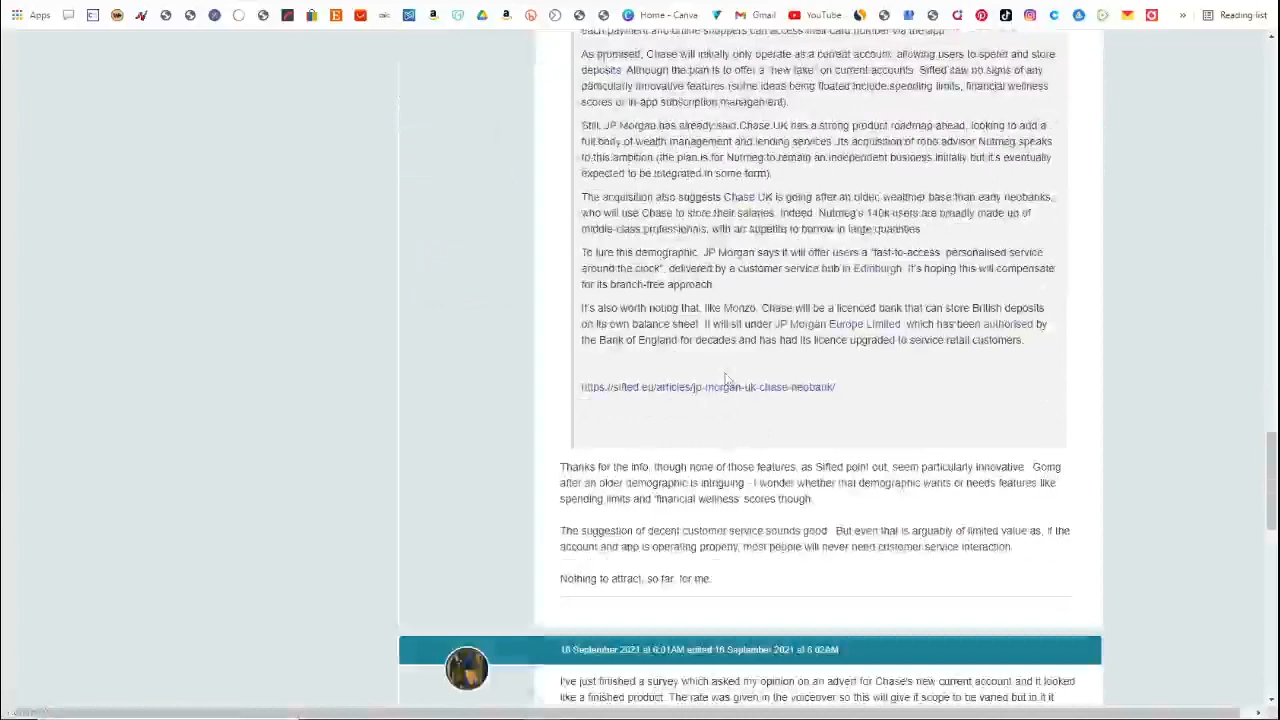 Apps
Home - Canva
Gmail
YouTube
Reading list
each payment and online shoppers can access their card number via the app
As promised, Chase will initially only operate as a current account, allowing users to spend and store
deposits. Although the plan is to offer a "new take" on current accounts, Sifted saw no signs of any
particularly innovative features (some ideas being floated include spending limits, financial wellness
scores or in-app subscription management).
Still, JP Morgan has already said Chase UK has a strong product roadmap ahead, looking to add a
full body of wealth management and lending services. Its acquisition of robo advisor Nutmeg speaks
to this ambition (the plan is for Nutmeg to remain an independent business initially but it's eventually
expected to be integrated in some form).
The acquisition also suggests Chase UK is going after an older, wealthier base than early neobanks,
who will use Chase to store their salaries. Indeed, Nutmeg's 140k users are broadly made up of
middle-class professionals, with an appetite to borrow in large quantities.
To lure this demographic, JP Morgan says it will offer users a "fast-to-access, personalised service
around the clock", delivered by a customer service hub in Edinburgh. It's hoping this will compensate
for its branch-free approach.
It's also worth noting that, like Monzo, Chase will be a licenced bank that can store British deposits
on its own balance sheet. It will sit under JP Morgan Europe Limited, which has been authorised by
the Bank of England for decades and has had its licence upgraded to service retail customers.
https://sifted.eu/articles/jp-morgan-uk-chase-neobank/
Thanks for the info, though none of those features, as Sifted point out, seem particularly innovative. Going
after an older demographic is intriguing - I wonder whether that demographic wants or needs features like
spending limits and 'financial wellness' scores though.
The suggestion of decent customer service sounds good. But even that is arguably of limited value as, if the
account and app is operating properly, most people will never need customer service interaction.
Nothing to attract, so far, for me.
16 September 2021 at 6:01AM edited 16 September 2021 at 6:02AM
I've just finished a survey which asked my opinion on an advert for Chase's new current account and it looked
like a finished product. The rate was given in the voiceover so this will give it scope to be varied but in it it